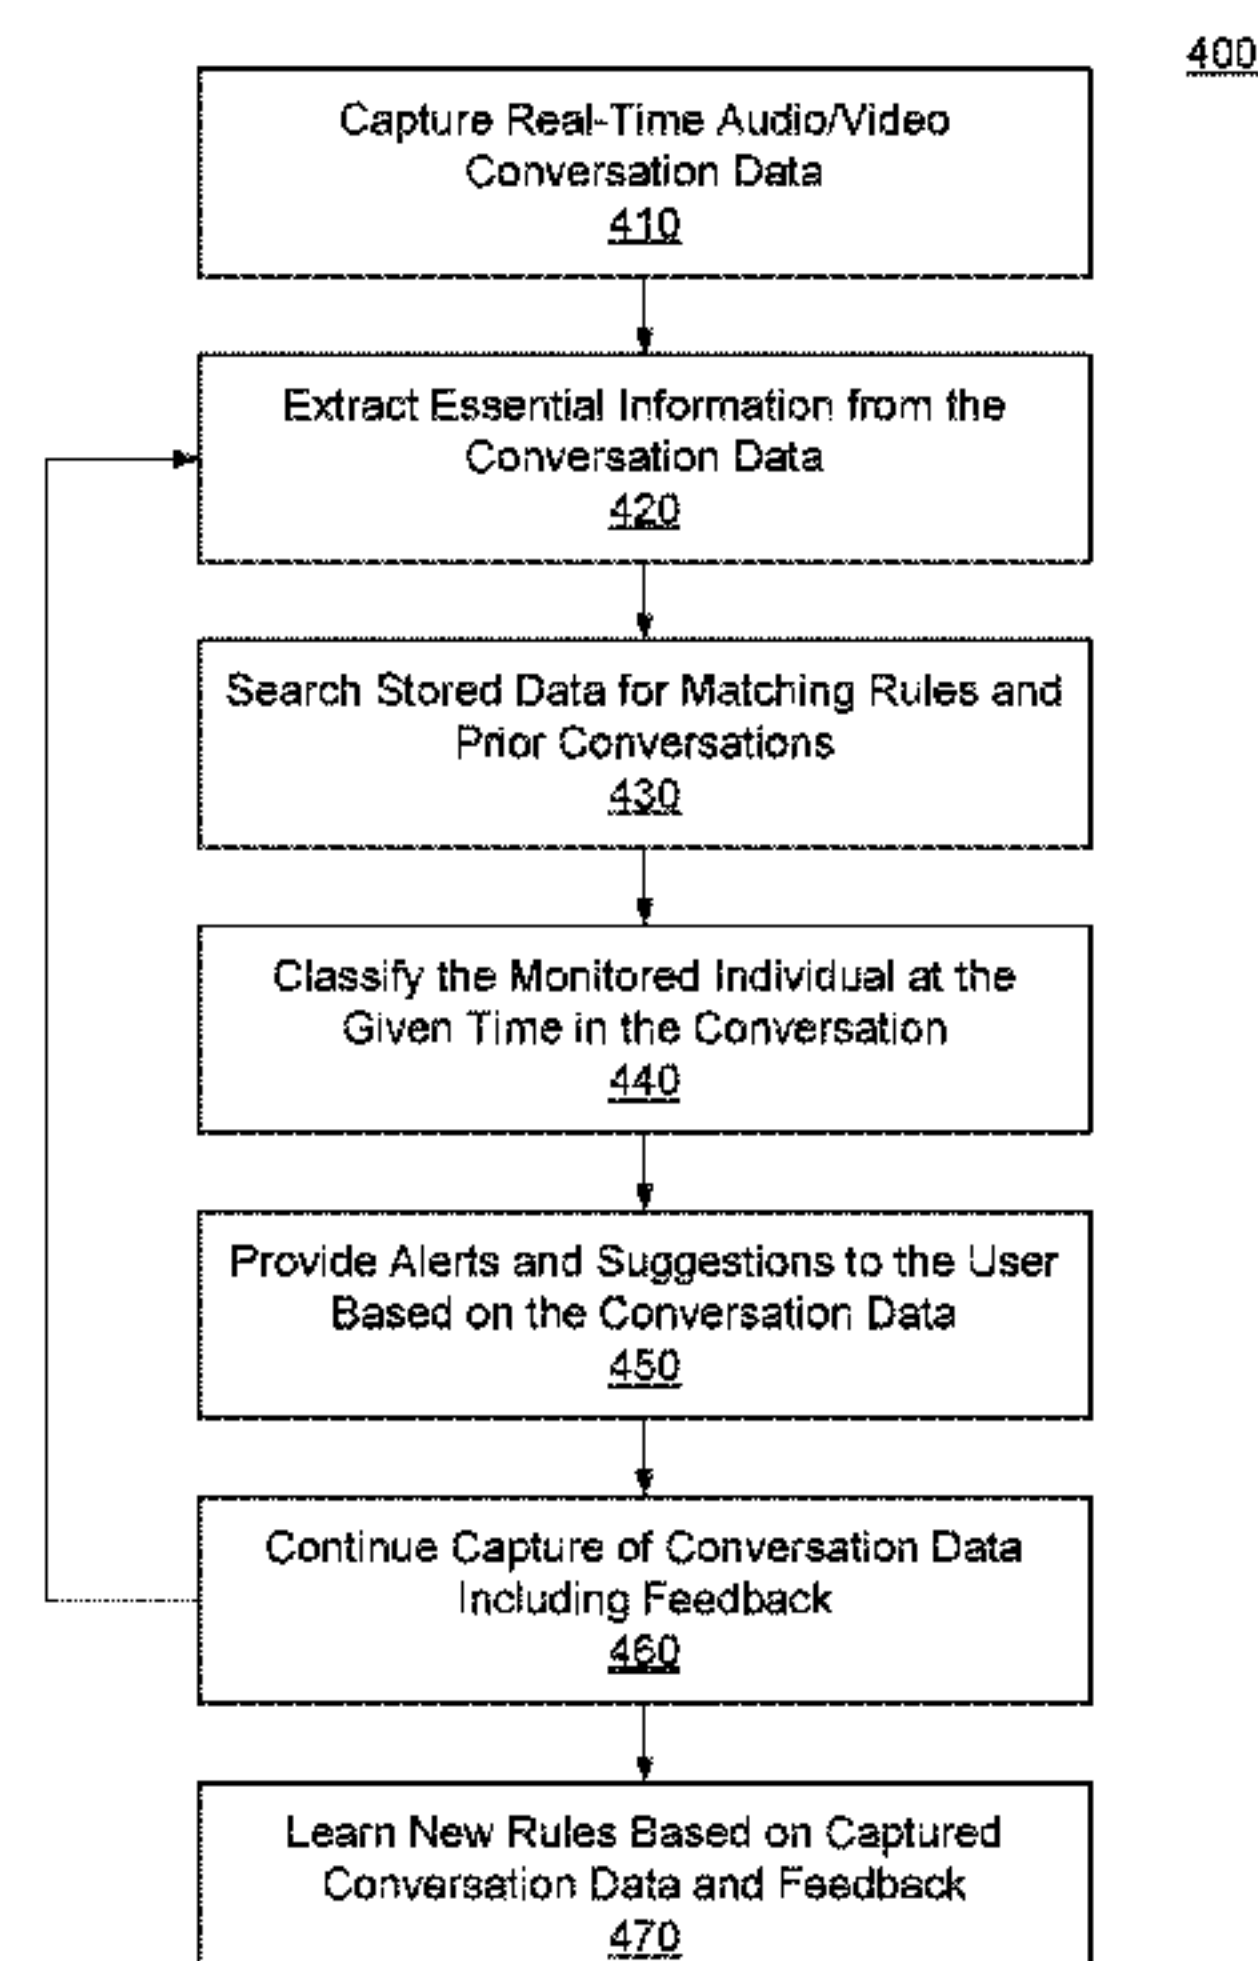 400
Capture Real-Time Audio/Video
Conversation Data
410
Extract Essential Information from the
Conversation Data
420
Search Stored Data for Matching Rules and
Prior Conversations
430
Classify the Monitored Individual at the
Given Time in the Conversation
440
Provide Alerts and Suggestions to the User
Based on the Conversation Data
450
Continue Capture of Conversation Data
Including Feedback
460
Learn New Rules Based on Captured
Conversation Data and Feedback
470